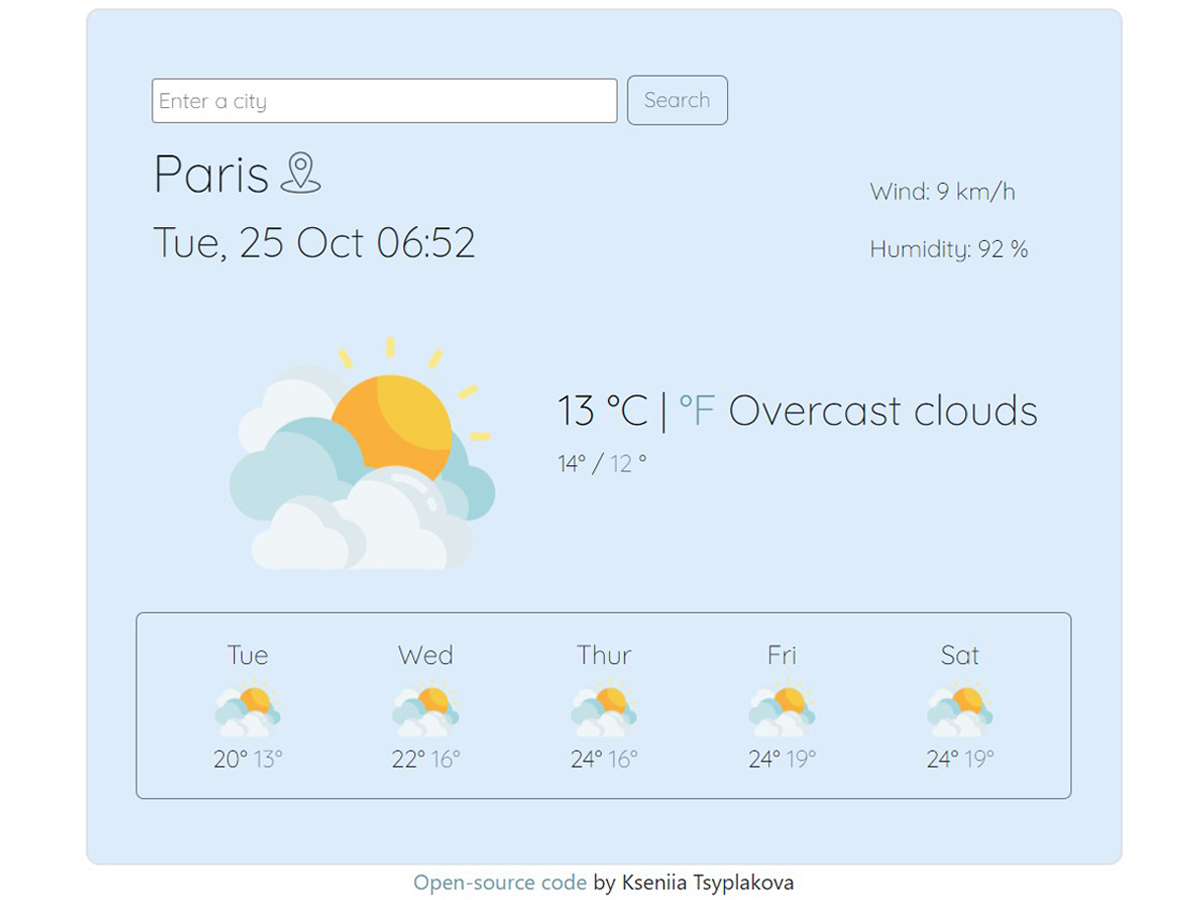 Enter a city
Search
Paris
Tue, 25 Oct 06:52
Wind: 9 km/h
Humidity: 92 %
13 °C | °F Overcast clouds
14° / 12 °
Tue Wed Thur Fri Sat
20° 13° 22° 16° 24° 16° 24° 19° 24° 19°
Open-source code by Kseniia Tsyplakova